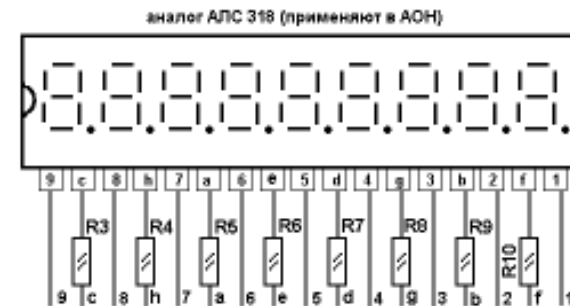 аналог АЛС 318 (применяют в АОН)
9 c 8 h 7 a 6 e 5 d 4 g 3 b 2 f 1
R3 R4 R5 R6 R7 R8 R9 R10
9 c 8 h 7 a 6 e 5 d 4 g 3 b 2 f 1